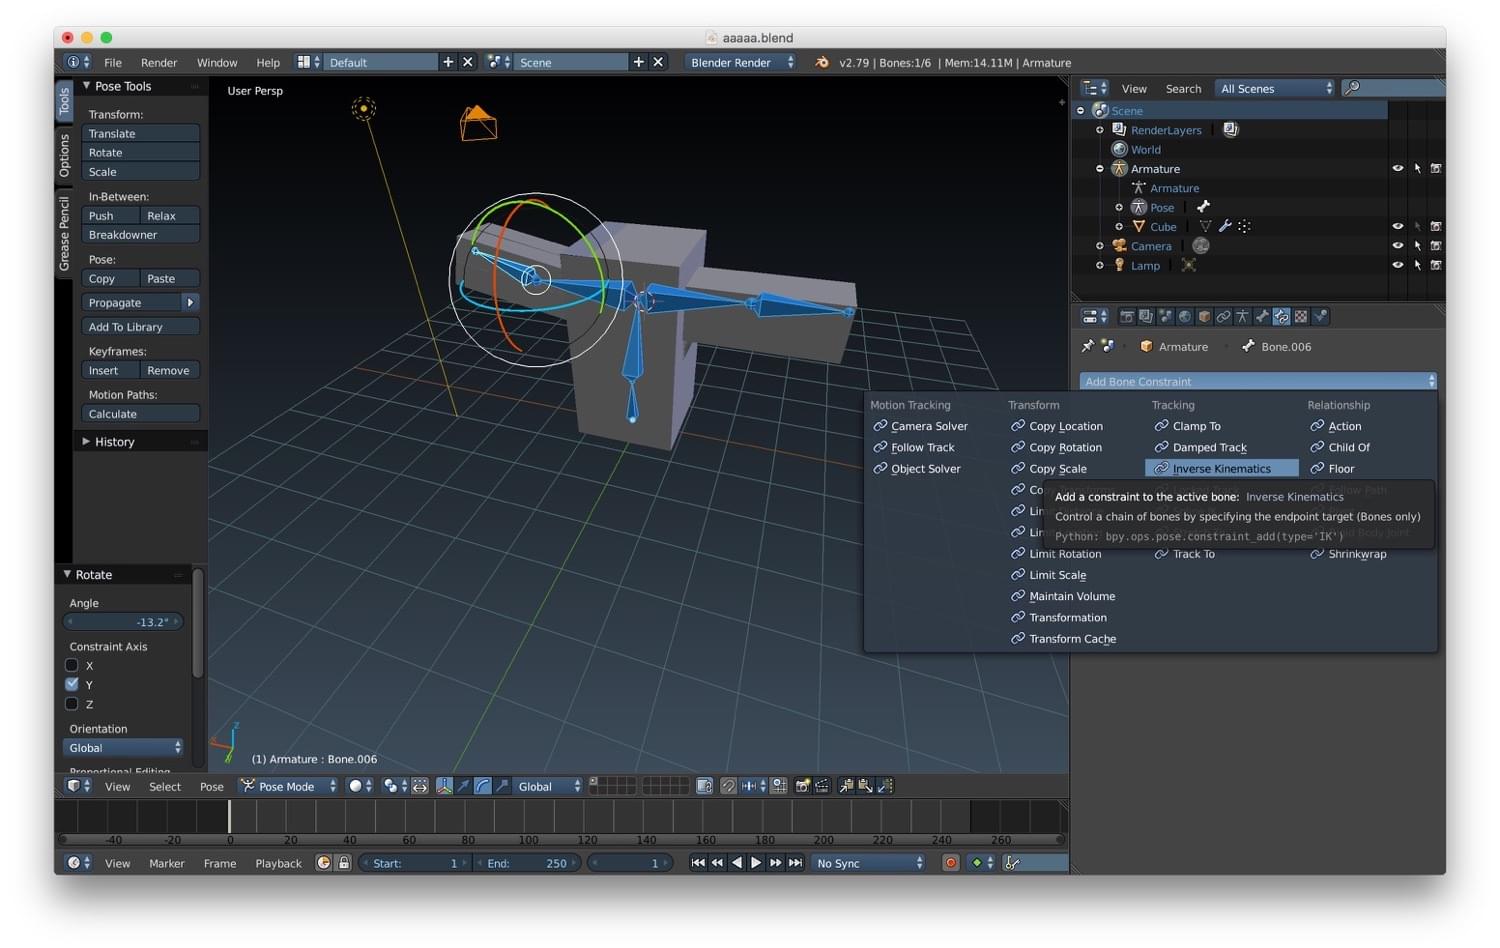 aaaaa.blend
File Render Window Help Default Scene Blender Render v2.79 | Bones:1/6 | Mem:14.11M | Armature
Tools
Options
Grease Pencil
Pose Tools
Transform:
Translate
Rotate
Scale
In-Between:
Push Relax
Breakdowner
Pose:
Copy Paste
Propagate
Add To Library
Keyframes:
Insert Remove
Motion Paths:
Calculate
History
Rotate
Angle
-13.2°
Constraint Axis
X
Y
Z
Orientation
Global
Proportional Editing
User Persp
z
(1) Armature : Bone.006
View Select Pose Pose Mode Global
-40 -20 0 20 40 60 80 100 120 140 160 180 200 220 240 260
View Marker Frame Playback Start: 1 End: 250 1 No Sync
View Search All Scenes
Scene
RenderLayers
World
Armature
Armature
Pose
Cube
Camera
Lamp
Armature Bone.006
Add Bone Constraint
Motion Tracking
Camera Solver
Follow Track
Object Solver
Transform
Copy Location
Copy Rotation
Copy Scale
Limit Rotation
Limit Scale
Maintain Volume
Transformation
Transform Cache
Tracking
Clamp To
Damped Track
Inverse Kinematics
Track To
Relationship
Action
Child Of
Floor
Shrinkwrap
Add a constraint to the active bone: Inverse Kinematics
Control a chain of bones by specifying the endpoint target (Bones only)
Python: bpy.ops.pose.constraint_add(type='IK')